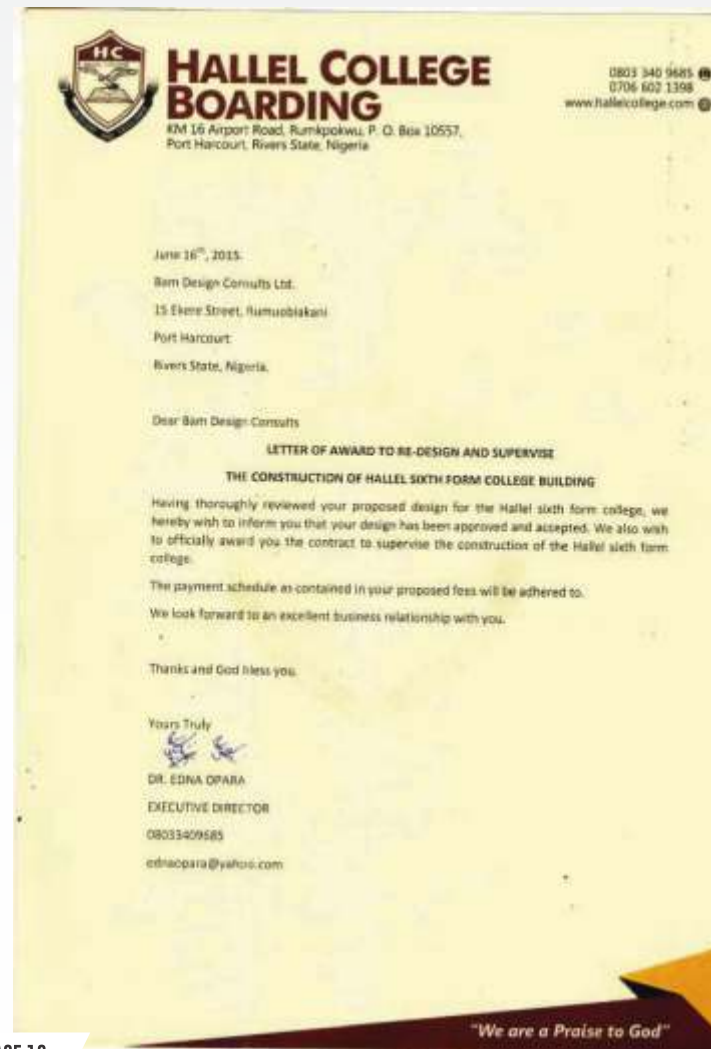 HC
HALLEL COLLEGE
BOARDING
KM 16 Airport Road, Rumkpokwu, P. O. Box 10557,
Port Harcourt, Rivers State, Nigeria
0803 340 9685
0706 602 1398
www.hallelcollege.com
June 16th, 2015.
Bam Design Consults Ltd.
15 Ekere Street, Rumuobiakani
Port Harcourt
Rivers State, Nigeria.
Dear Bam Design Consults
LETTER OF AWARD TO RE-DESIGN AND SUPERVISE
THE CONSTRUCTION OF HALLEL SIXTH FORM COLLEGE BUILDING
Having thoroughly reviewed your proposed design for the Hallel sixth form college, we
hereby wish to inform you that your design has been approved and accepted. We also wish
to officially award you the contract to supervise the construction of the Hallel sixth form
college.
The payment schedule as contained in your proposed fees will be adhered to.
We look forward to an excellent business relationship with you.
Thanks and God bless you.
Yours Truly
DR. EDNA OPARA
EXECUTIVE DIRECTOR
08033409685
ednaopara@yahoo.com
"We are a Praise to God"